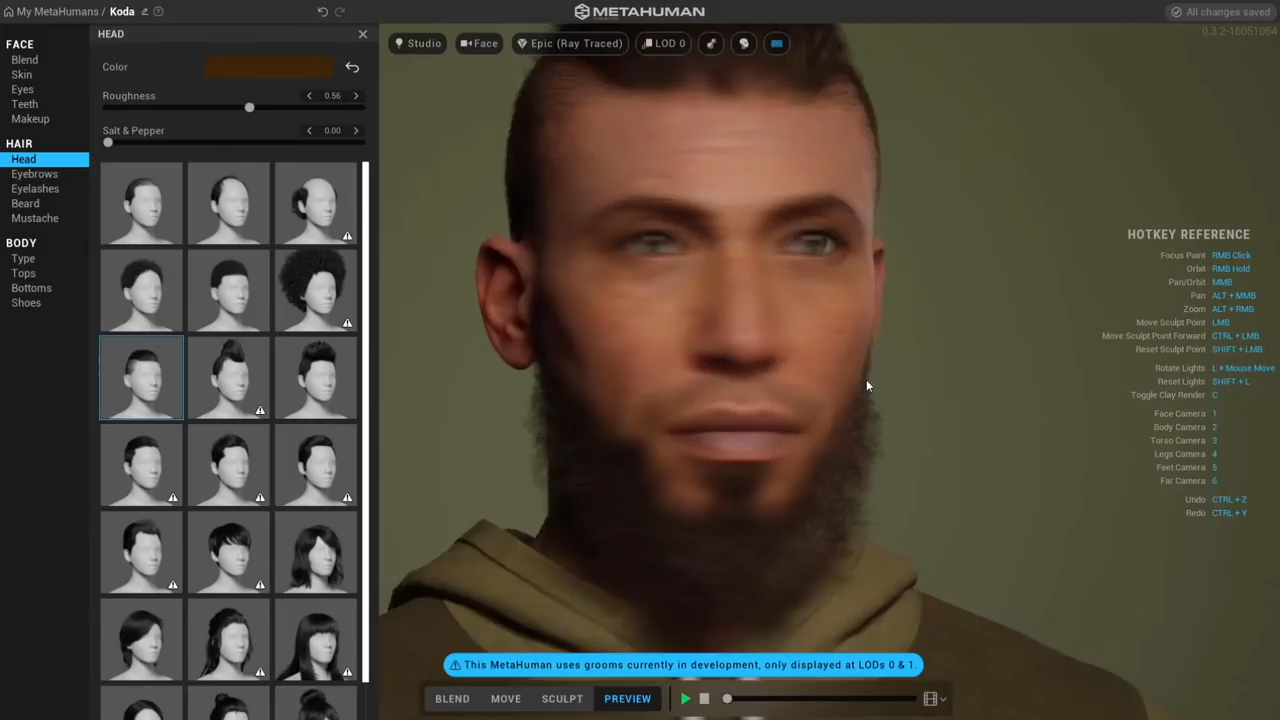 My MetaHumans / Koda
METAHUMAN
All changes saved
0.3.2-16051064
FACE
Blend
Skin
Eyes
Teeth
Makeup
HAIR
Head
Eyebrows
Eyelashes
Beard
Mustache
BODY
Type
Tops
Bottoms
Shoes
HEAD
Color
Roughness 0.56
Salt & Pepper 0.00
Studio
Face
Epic (Ray Traced)
LOD 0
HOTKEY REFERENCE
Focus Point RMB Click
Orbit RMB Hold
Pan/Orbit MMB
Pan ALT + MMB
Zoom ALT + RMB
Move Sculpt Point LMB
Move Sculpt Point Forward CTRL + LMB
Reset Sculpt Point SHIFT + LMB
Rotate Lights L + Mouse Move
Reset Lights SHIFT + L
Toggle Clay Render C
Face Camera 1
Body Camera 2
Torso Camera 3
Legs Camera 4
Feet Camera 5
Far Camera 6
Undo CTRL + Z
Redo CTRL + Y
This MetaHuman uses grooms currently in development, only displayed at LODs 0 & 1.
BLEND MOVE SCULPT PREVIEW